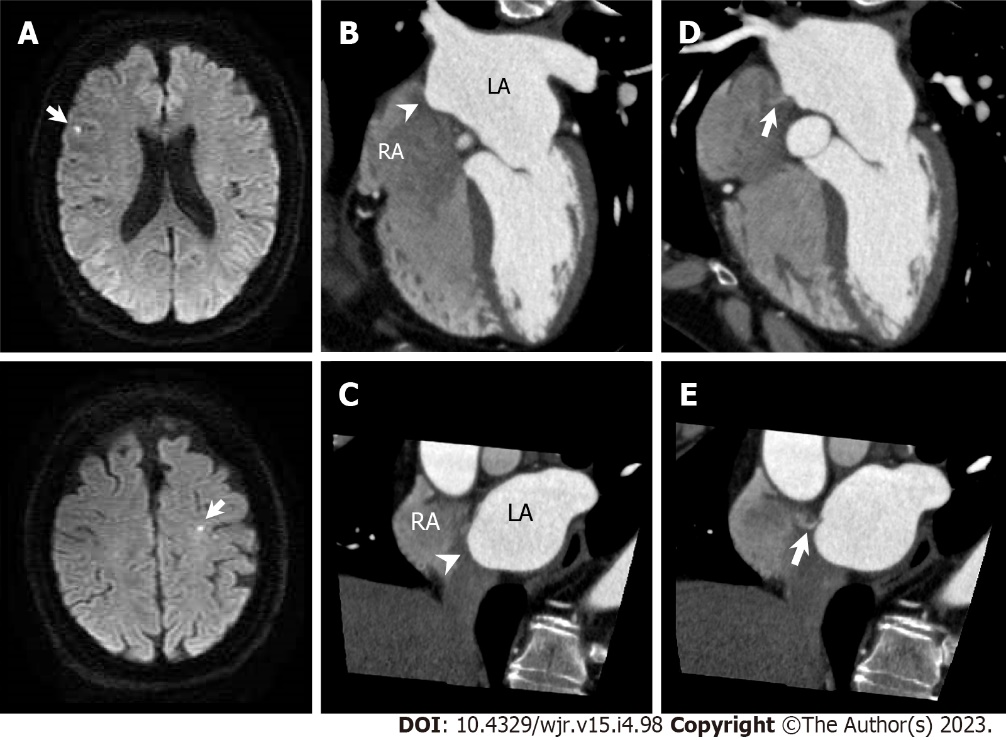 A
B
D
LA
RA
C
E
RA
LA
DOI: 10.4329/wjr.v15.i4.98 Copyright ©The Author(s) 2023.